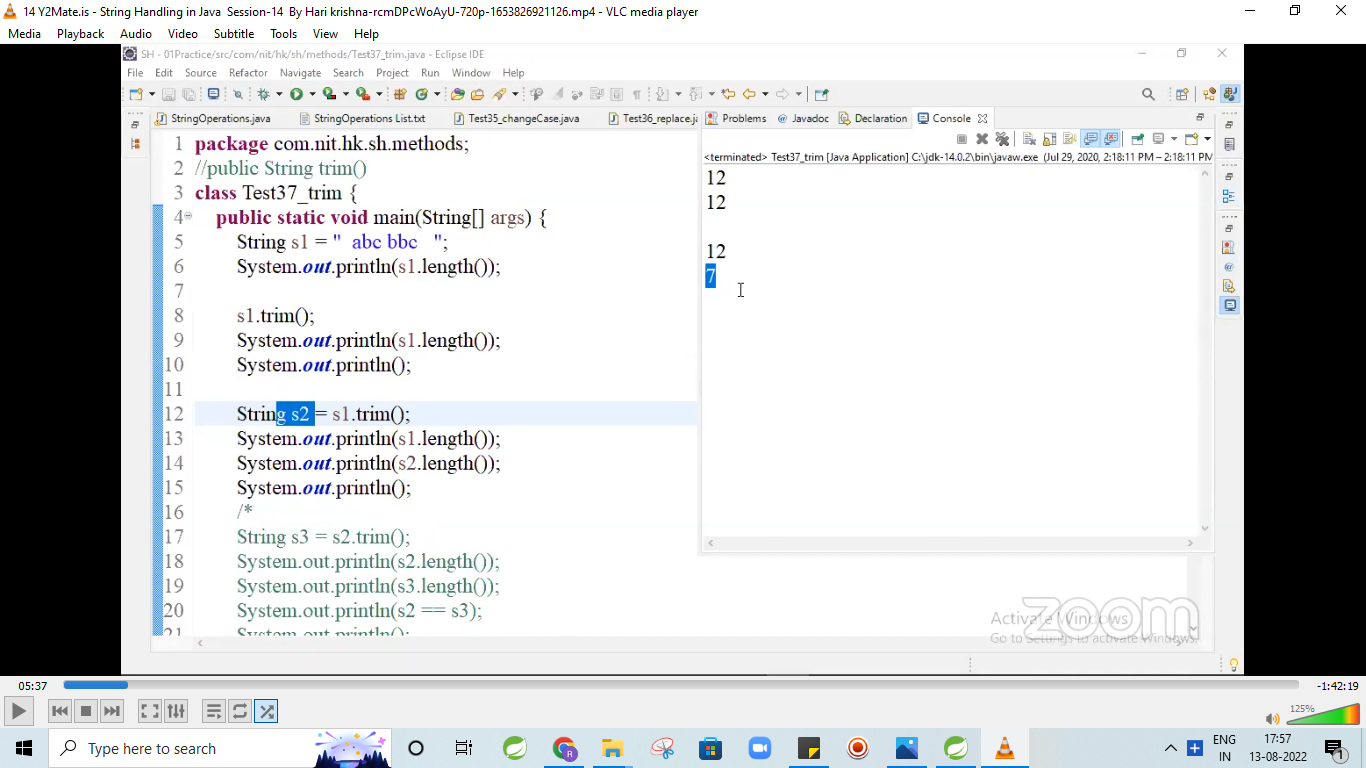 14 Y2Mate.is - String Handling in Java  Session-14  By Hari krishna-rcmDPcWoAyU-720p-1653826921126.mp4 - VLC media player
Media Playback Audio Video Subtitle Tools View Help
SH - 01Practice/src/com/nit/hk/sh/methods/Test37_trim.java - Eclipse IDE
File Edit Source Refactor Navigate Search Project Run Window Help
StringOperations.java StringOperations List.txt Test35_changeCase.java Test36_replace.ja Problems @ Javadoc Declaration Console
<terminated> Test37_trim [Java Application] C:\jdk-14.0.2\bin\javaw.exe (Jul 29, 2020, 2:18:11 PM – 2:18:11 PM
1 package com.nit.hk.sh.methods;
2 //public String trim()
3 class Test37_trim {
4 public static void main(String[] args) {
5 String s1 = "  abc bbc   ";
6 System.out.println(s1.length());
7
8 s1.trim();
9 System.out.println(s1.length());
10 System.out.println();
11
12 String s2 = s1.trim();
13 System.out.println(s1.length());
14 System.out.println(s2.length());
15 System.out.println();
16 /*
17 String s3 = s2.trim();
18 System.out.println(s2.length());
19 System.out.println(s3.length());
20 System.out.println(s2 == s3);
21 System.out.println();
12
12
12
7
Activate Windows
Go to Settings to activate Windows.
zoom
05:37 -1:42:19
125%
Type here to search
ENG
IN
17:57
13-08-2022
1